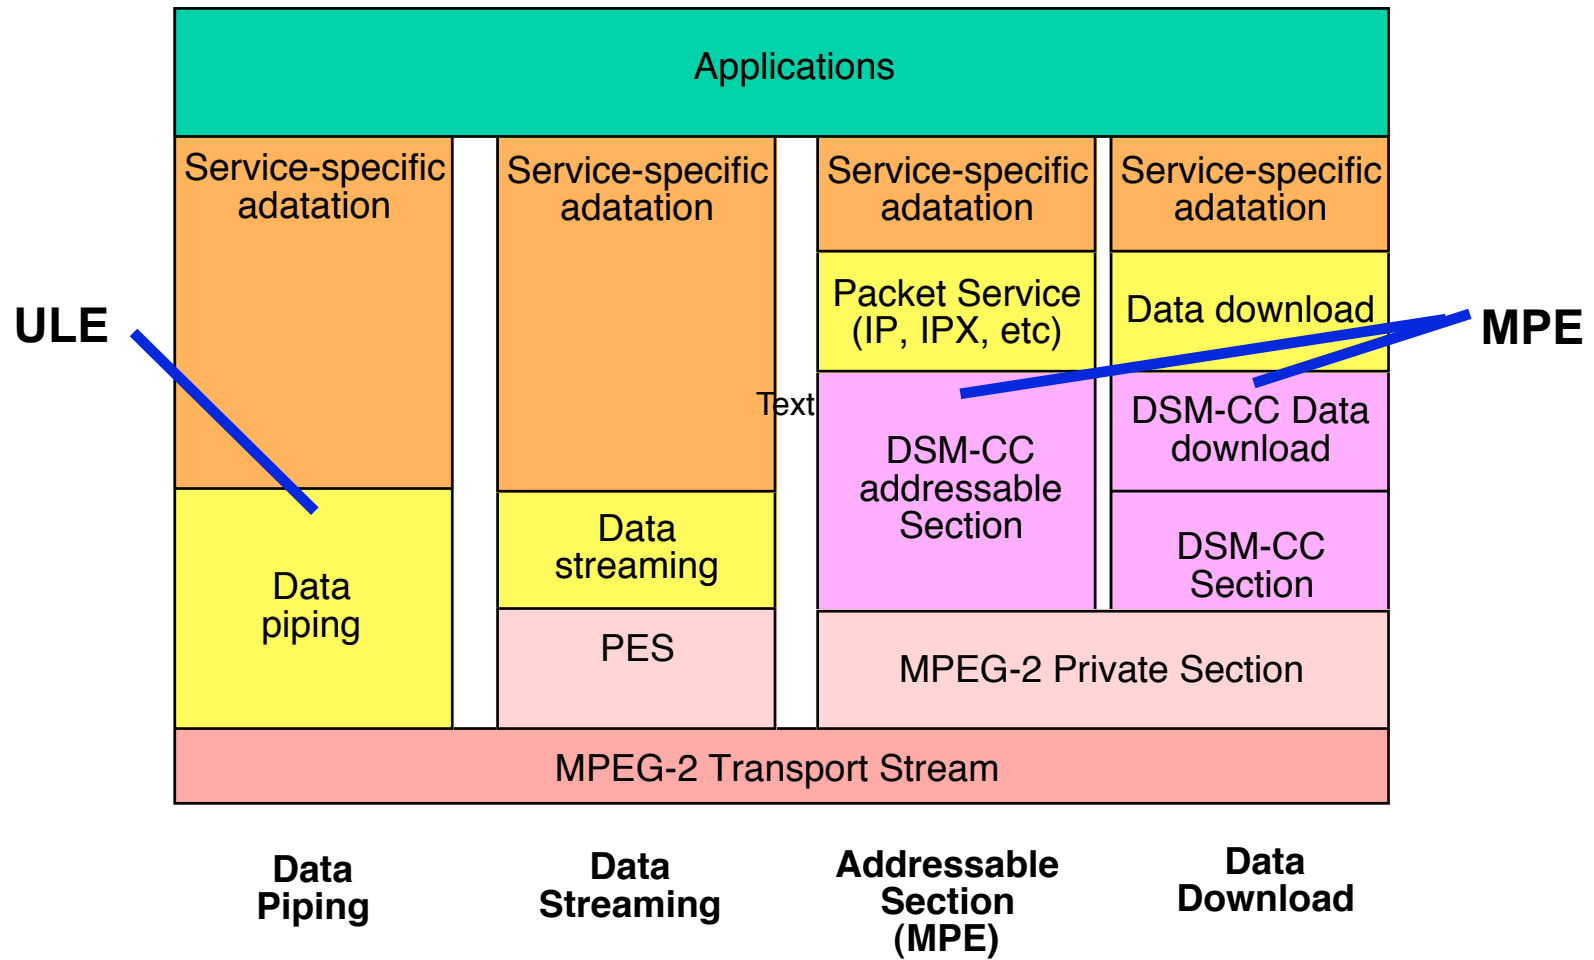 Applications
Service-specific
adatation
Service-specific
adatation
Service-specific
adatation
Service-specific
adatation
Packet Service
(IP, IPX, etc)
Data download
ULE
MPE
Text
DSM-CC
addressable
Section
DSM-CC Data
download
Data
streaming
DSM-CC
Section
Data
piping
PES
MPEG-2 Private Section
MPEG-2 Transport Stream
Data
Piping
Data
Streaming
Addressable
Section
(MPE)
Data
Download